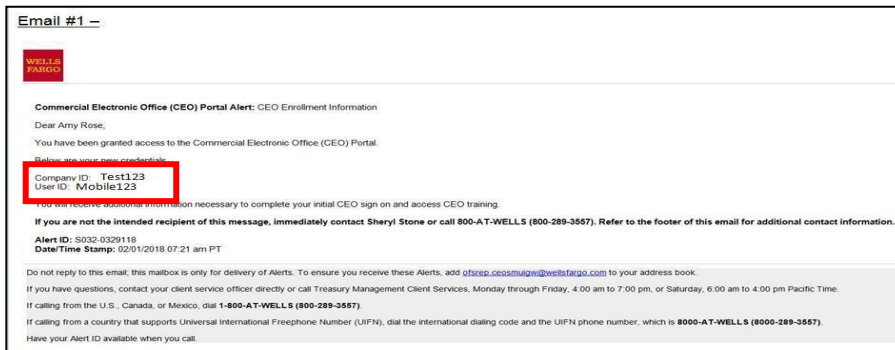 Email #1 –
WELLS
FARGO
Commercial Electronic Office (CEO) Portal Alert: CEO Enrollment Information
Dear Amy Rose,
You have been granted access to the Commercial Electronic Office (CEO) Portal.
Below are your new credentials
Company ID: Test123
User ID: Mobile123
You will receive additional information necessary to complete your initial CEO sign on and access CEO training.
If you are not the intended recipient of this message, immediately contact Sheryl Stone or call 800-AT-WELLS (800-289-3557). Refer to the footer of this email for additional contact information.
Alert ID: S032-0329118
Date/Time Stamp: 02/01/2018 07:21 am PT
Do not reply to this email; this mailbox is only for delivery of Alerts. To ensure you receive these Alerts, add ofsrep.ceosmuigw@wellsfargo.com to your address book.
If you have questions, contact your client service officer directly or call Treasury Management Client Services, Monday through Friday, 4:00 am to 7:00 pm, or Saturday, 6:00 am to 4:00 pm Pacific Time.
If calling from the U.S., Canada, or Mexico, dial 1-800-AT-WELLS (800-289-3557).
If calling from a country that supports Universal International Freephone Number (UIFN), dial the international dialing code and the UIFN phone number, which is 8000-AT-WELLS (8000-289-3557).
Have your Alert ID available when you call.